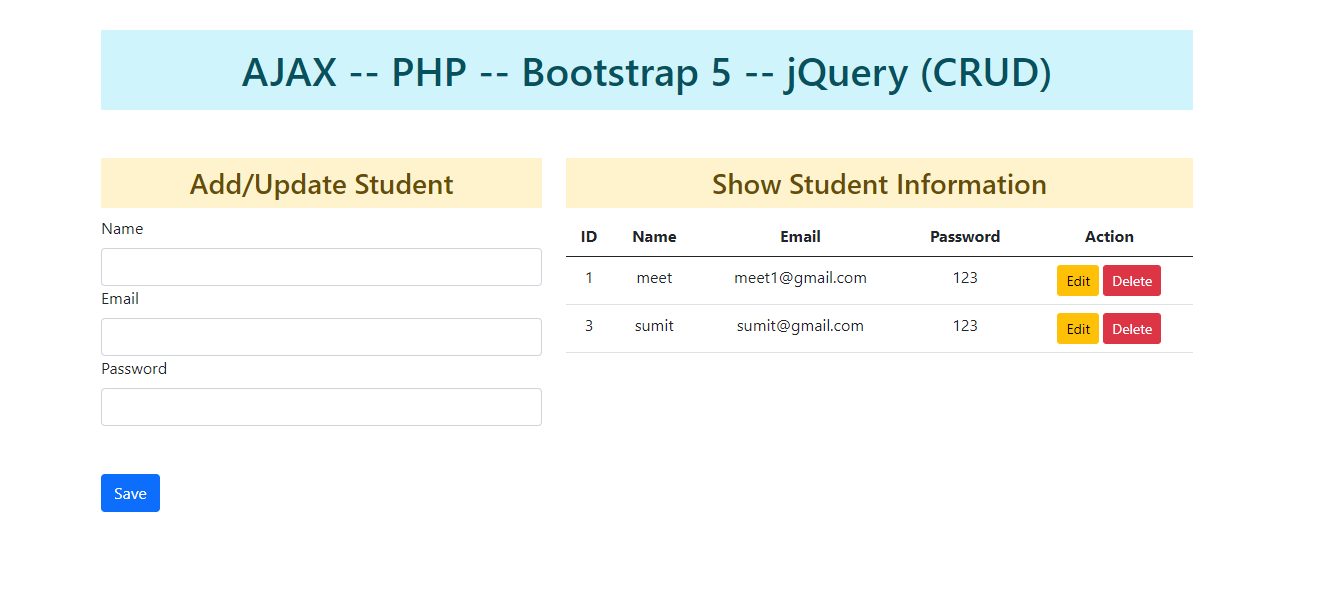 AJAX -- PHP -- Bootstrap 5 -- jQuery (CRUD)
Add/Update Student
Name
Email
Password
Save
Show Student Information
ID Name Email Password Action
1 meet meet1@gmail.com 123 Edit Delete
3 sumit sumit@gmail.com 123 Edit Delete